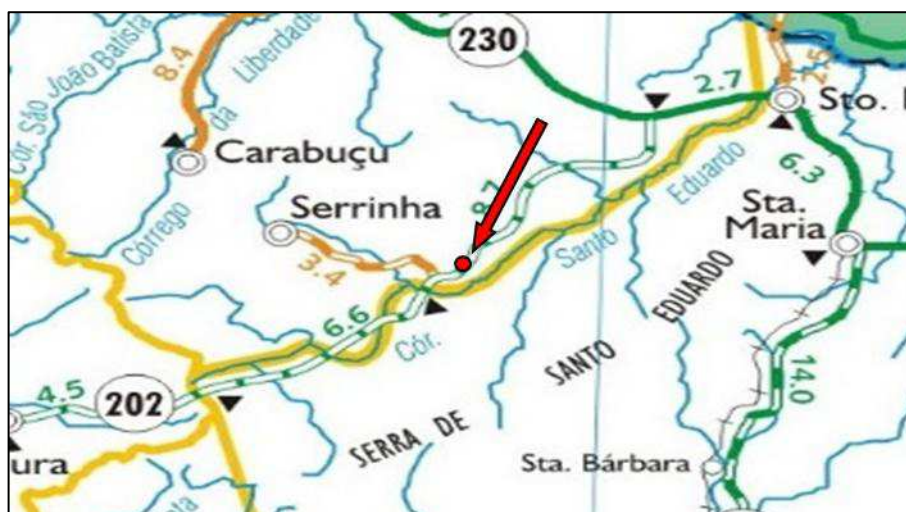 Cór. São João Batista
8.4
da
Liberdade
230
2.7
2.5
Sto.
Carabuçu
Córrego
Serrinha
3.4
6.3
Eduardo
Santo
Sta.
Maria
6.6
Cór.
4.5
202
SERRA DE SANTO EDUARDO
14.0
ura
Sta. Bárbara